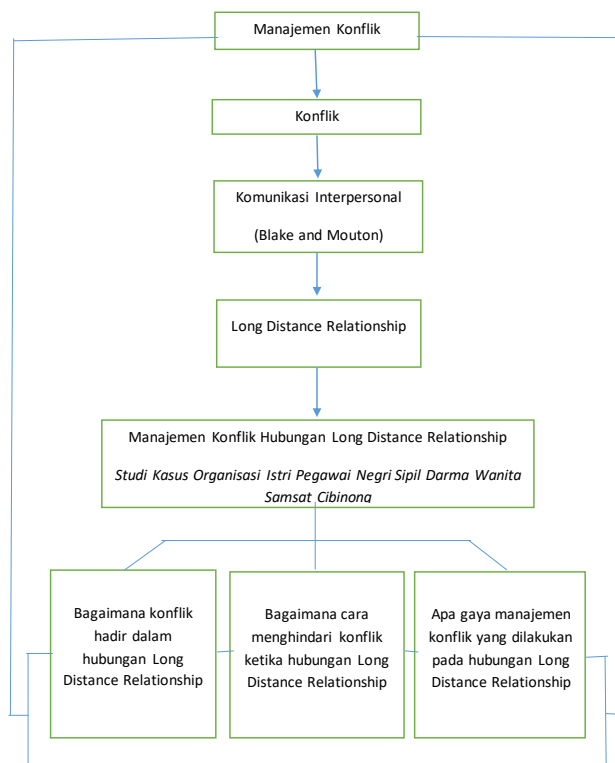 Manajemen Konflik
Konflik
Komunikasi Interpersonal
(Blake and Mouton)
Long Distance Relationship
Manajemen Konflik Hubungan Long Distance Relationship
Studi Kasus Organisasi Istri Pegawai Negri Sipil Darma Wanita
Samsat Cibinong
Bagaimana konflik
hadir dalam
hubungan Long
Distance Relationship
Bagaimana cara
menghindari konflik
ketika hubungan Long
Distance Relationship
Apa gaya manajemen
konflik yang dilakukan
pada hubungan Long
Distance Relationship